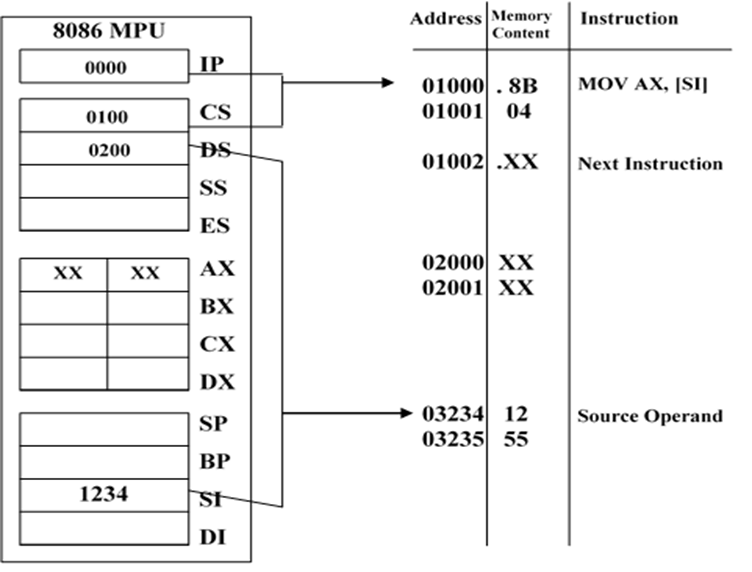 8086 MPU
0000 IP
0100 CS
0200 DS
SS
ES
XX XX AX
BX
CX
DX
SP
BP
1234 SI
DI
Address Memory Content Instruction
01000 . 8B MOV AX, [SI]
01001 04
01002 .XX Next Instruction
02000 XX
02001 XX
03234 12 Source Operand
03235 55